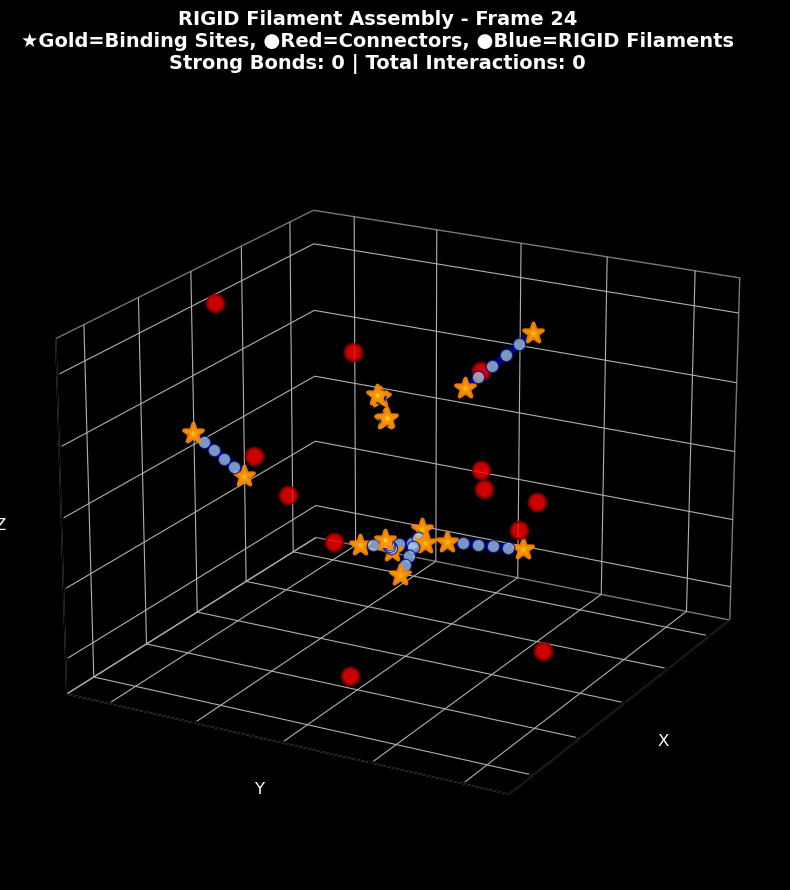 RIGID Filament Assembly - Frame 24
★Gold=Binding Sites, ●Red=Connectors, ●Blue=RIGID Filaments
Strong Bonds: 0 | Total Interactions: 0
Z
X
Y